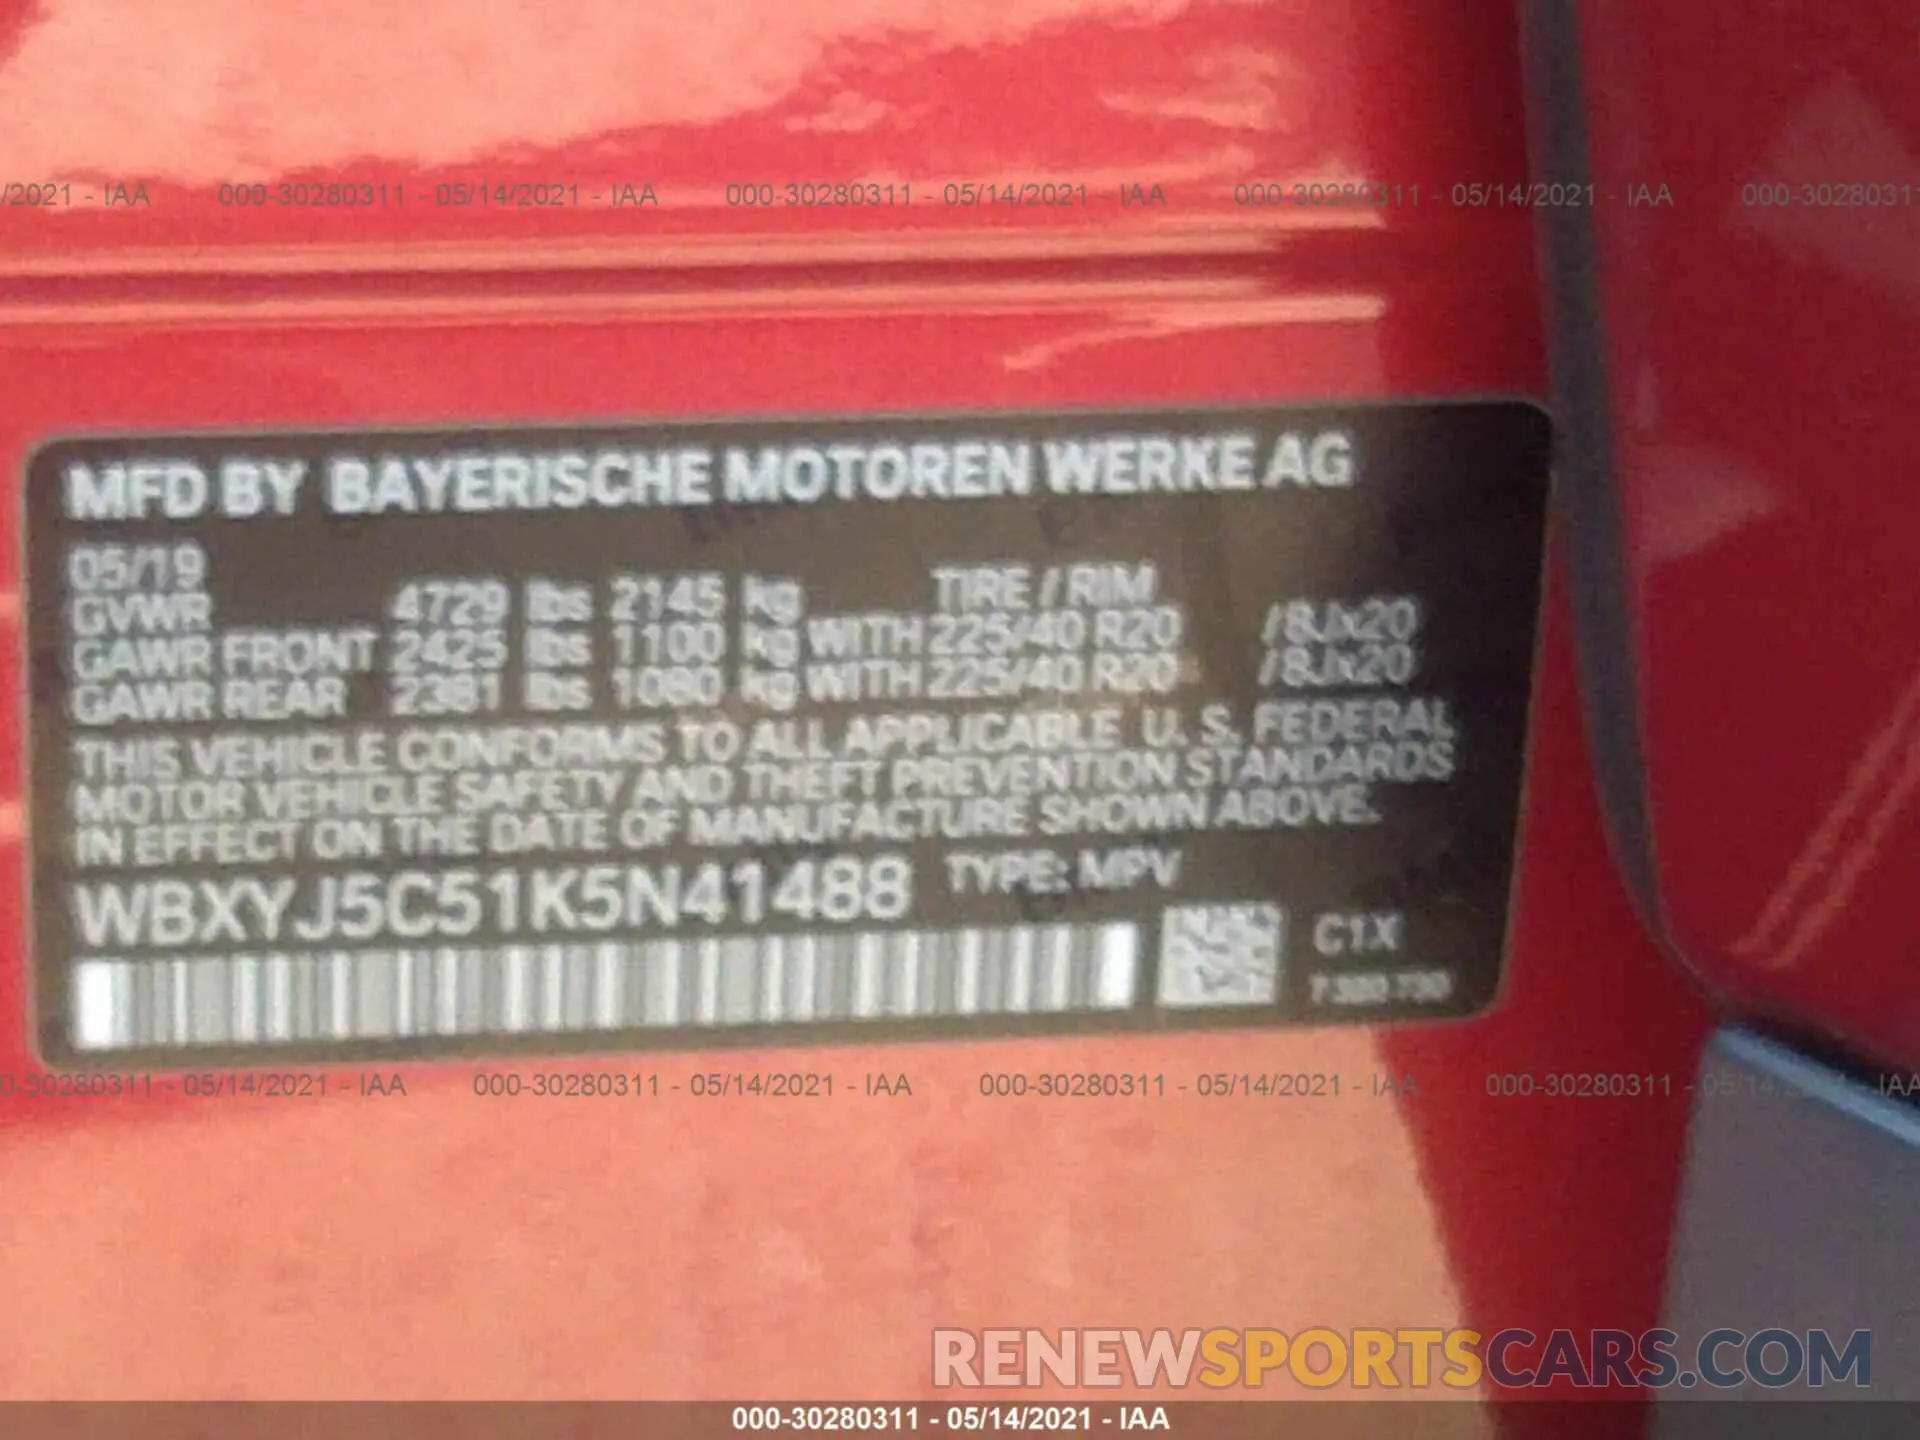 /2021 - IAA 000-30280311 - 05/14/2021 - IAA 000-30280311 - 05/14/2021 - IAA 000-30280311 - 05/14/2021 - IAA 000-3028031
MFD BY BAYERISCHE MOTOREN WERKE AG
05/19
GVWR 4729 lbs 2145 kg TIRE / RIM
GAWR FRONT 2425 lbs 1100 kg WITH 225/40 R20 /8Jx20
GAWR REAR 2381 lbs 1080 kg WITH 225/40 R20 /8Jx20
THIS VEHICLE CONFORMS TO ALL APPLICABLE U. S. FEDERAL
MOTOR VEHICLE SAFETY AND THEFT PREVENTION STANDARDS
IN EFFECT ON THE DATE OF MANUFACTURE SHOWN ABOVE.
WBXYJ5C51K5N41488 TYPE: MPV
C1X
0-30280311 - 05/14/2021 - IAA 000-30280311 - 05/14/2021 - IAA 000-30280311 - 05/14/2021 - IAA 000-30280311 - 05/14/2021 - IAA
RENEWSPORTSCARS.COM
000-30280311 - 05/14/2021 - IAA